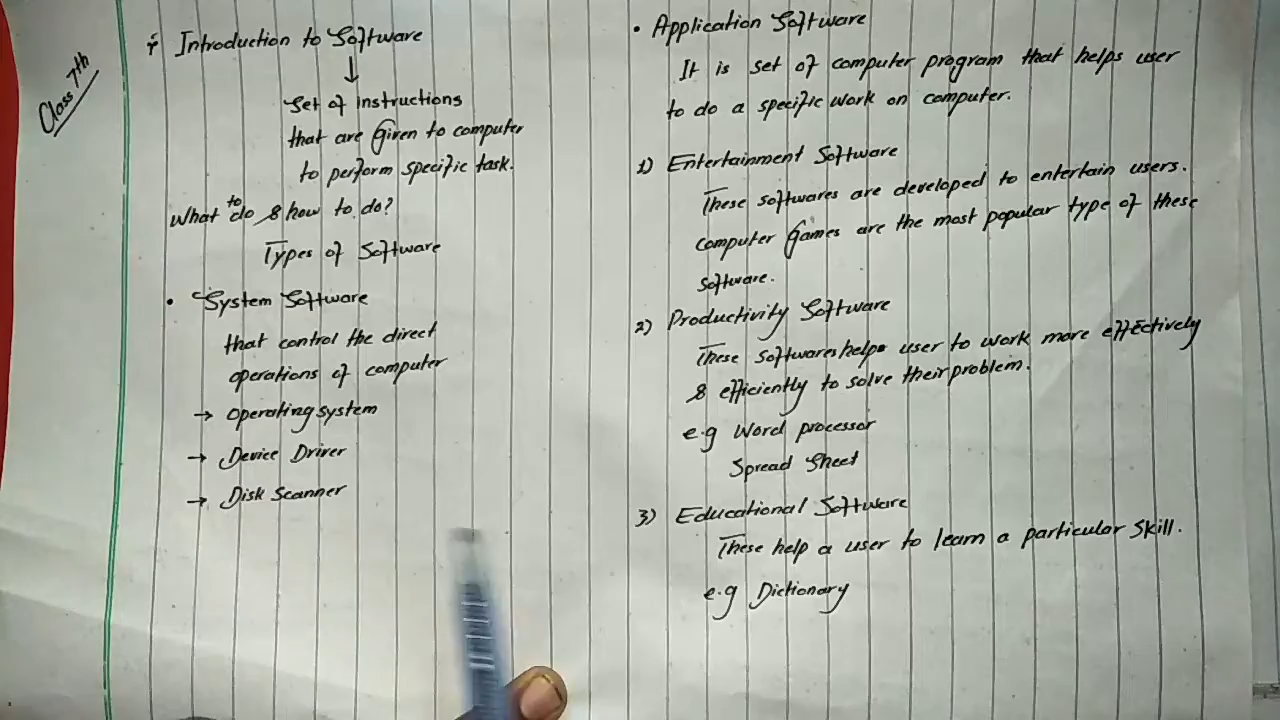 Class 7th
Introduction to Software
↓
Set of instructions
that are Given to computer
to perform specific task.
What to do & how to do?
Types of Software
• System Software
that control the direct
operations of computer
→ Operating system
→ Device Driver
→ Disk Scanner
• Application Software
It is set of computer program that helps user
to do a specific work on computer.
1) Entertainment Software
These softwares are developed to entertain users.
computer Games are the most popular type of these
software.
2) Productivity Software
These Softwares help user to work more effectively
& efficiently to solve their problem.
e.g Word processor
Spread Sheet
3) Educational Software
These help a user to learn a particular skill.
e.g Dictionary